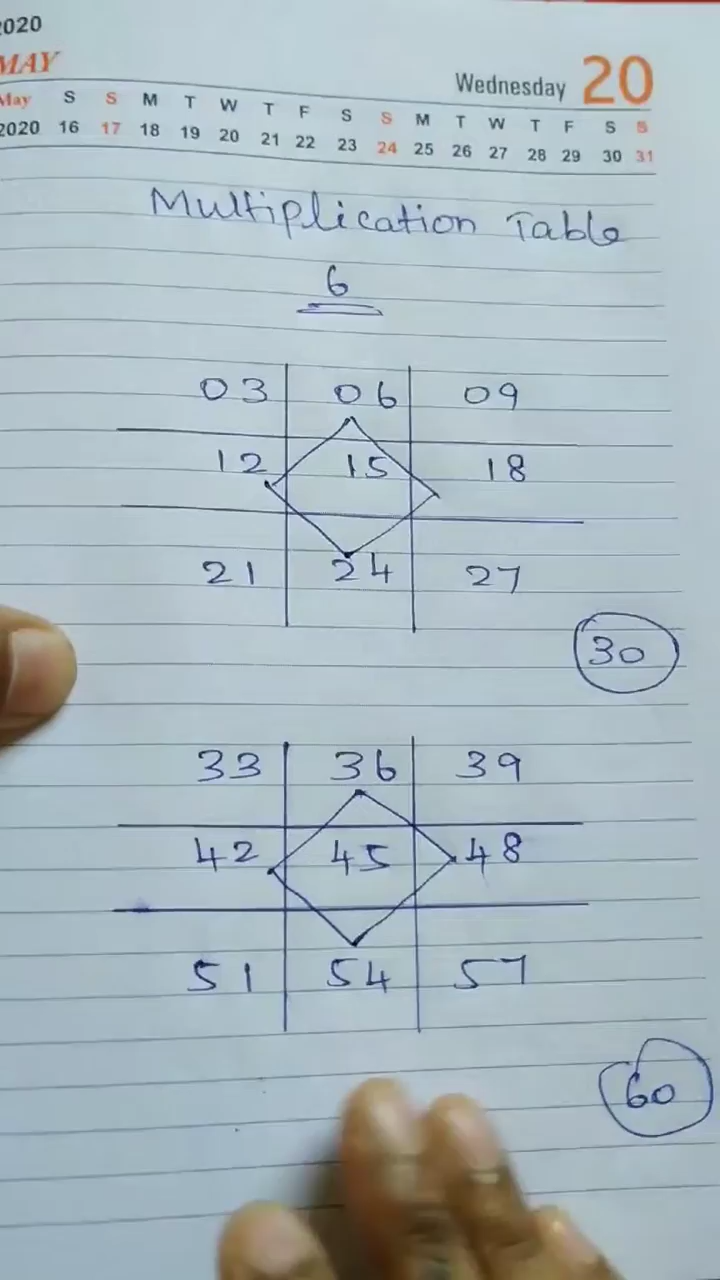 2020
MAY
Wednesday 20
May S S M T W T F S S M T W T F S S
2020 16 17 18 19 20 21 22 23 24 25 26 27 28 29 30 31
Multiplication Table
6
03 06 09
12 15 18
21 24 27
30
33 36 39
42 45 48
51 54 57
60